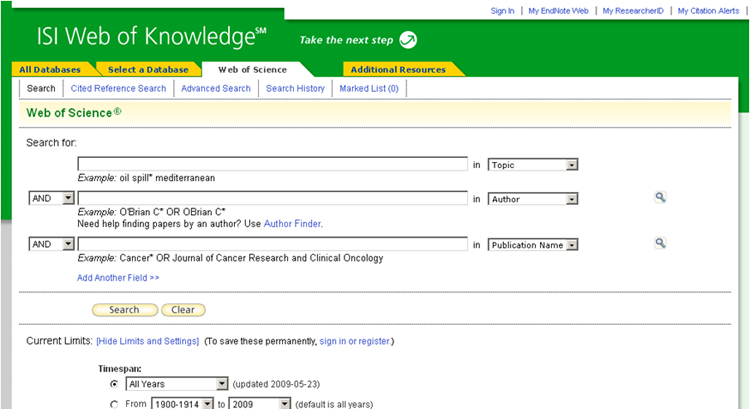 Sign In | My EndNote Web | My ResearcherID | My Citation Alerts |
ISI Web of Knowledge℠ Take the next step
All Databases Select a Database Web of Science Additional Resources
Search | Cited Reference Search | Advanced Search | Search History | Marked List (0)
Web of Science®
Search for:
in Topic
Example: oil spill* mediterranean
AND in Author
Example: O'Brian C* OR OBrian C*
Need help finding papers by an author? Use Author Finder.
AND in Publication Name
Example: Cancer* OR Journal of Cancer Research and Clinical Oncology
Add Another Field >>
Search Clear
Current Limits: [Hide Limits and Settings] (To save these permanently, sign in or register.)
Timespan:
All Years (updated 2009-05-23)
From 1900-1914 to 2009 (default is all years)